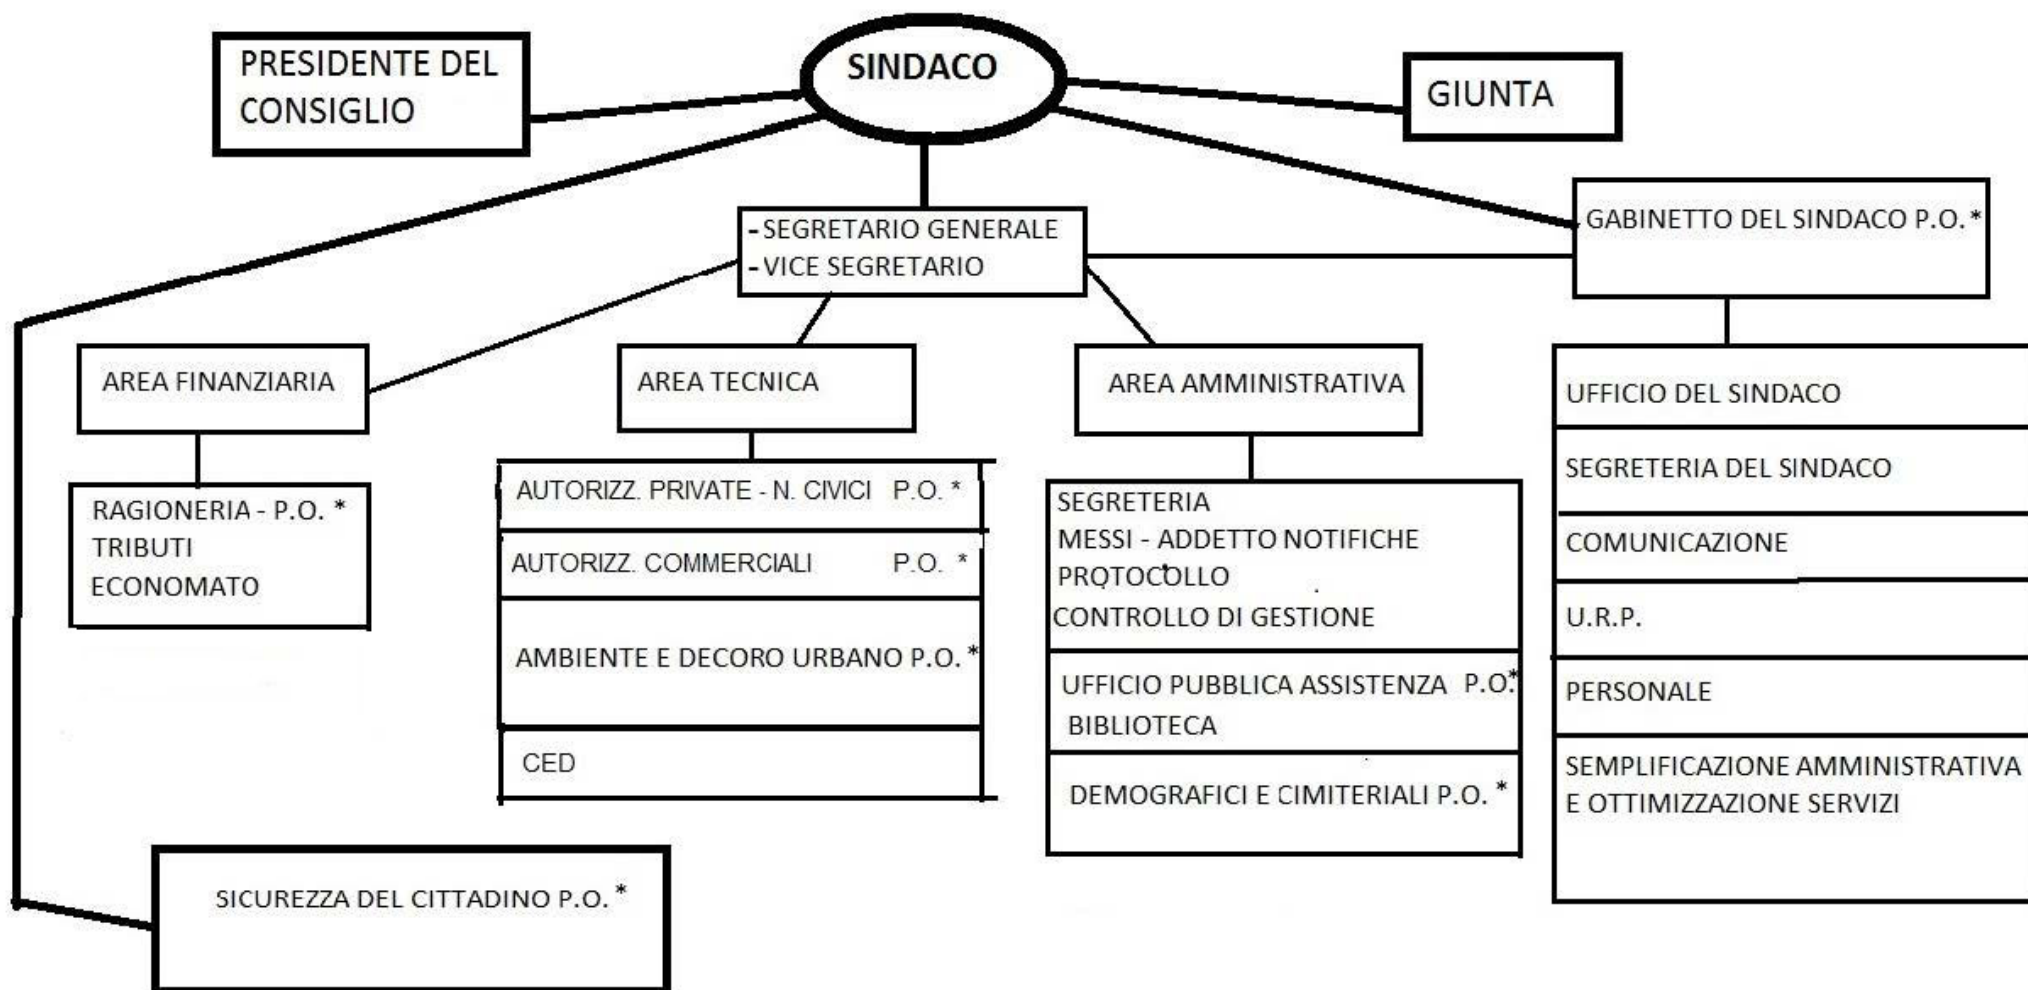 PRESIDENTE DEL
CONSIGLIO
SINDACO
GIUNTA
- SEGRETARIO GENERALE
- VICE SEGRETARIO
GABINETTO DEL SINDACO P.O. *
AREA FINANZIARIA
AREA TECNICA
AREA AMMINISTRATIVA
RAGIONERIA - P.O. *
TRIBUTI
ECONOMATO
AUTORIZZ. PRIVATE - N. CIVICI P.O. *
AUTORIZZ. COMMERCIALI P.O. *
AMBIENTE E DECORO URBANO P.O. *
CED
SEGRETERIA
MESSI - ADDETTO NOTIFICHE
PROTOCOLLO
CONTROLLO DI GESTIONE
UFFICIO PUBBLICA ASSISTENZA P.O.*
BIBLIOTECA
DEMOGRAFICI E CIMITERIALI P.O. *
UFFICIO DEL SINDACO
SEGRETERIA DEL SINDACO
COMUNICAZIONE
U.R.P.
PERSONALE
SEMPLIFICAZIONE AMMINISTRATIVA
E OTTIMIZZAZIONE SERVIZI
SICUREZZA DEL CITTADINO P.O. *